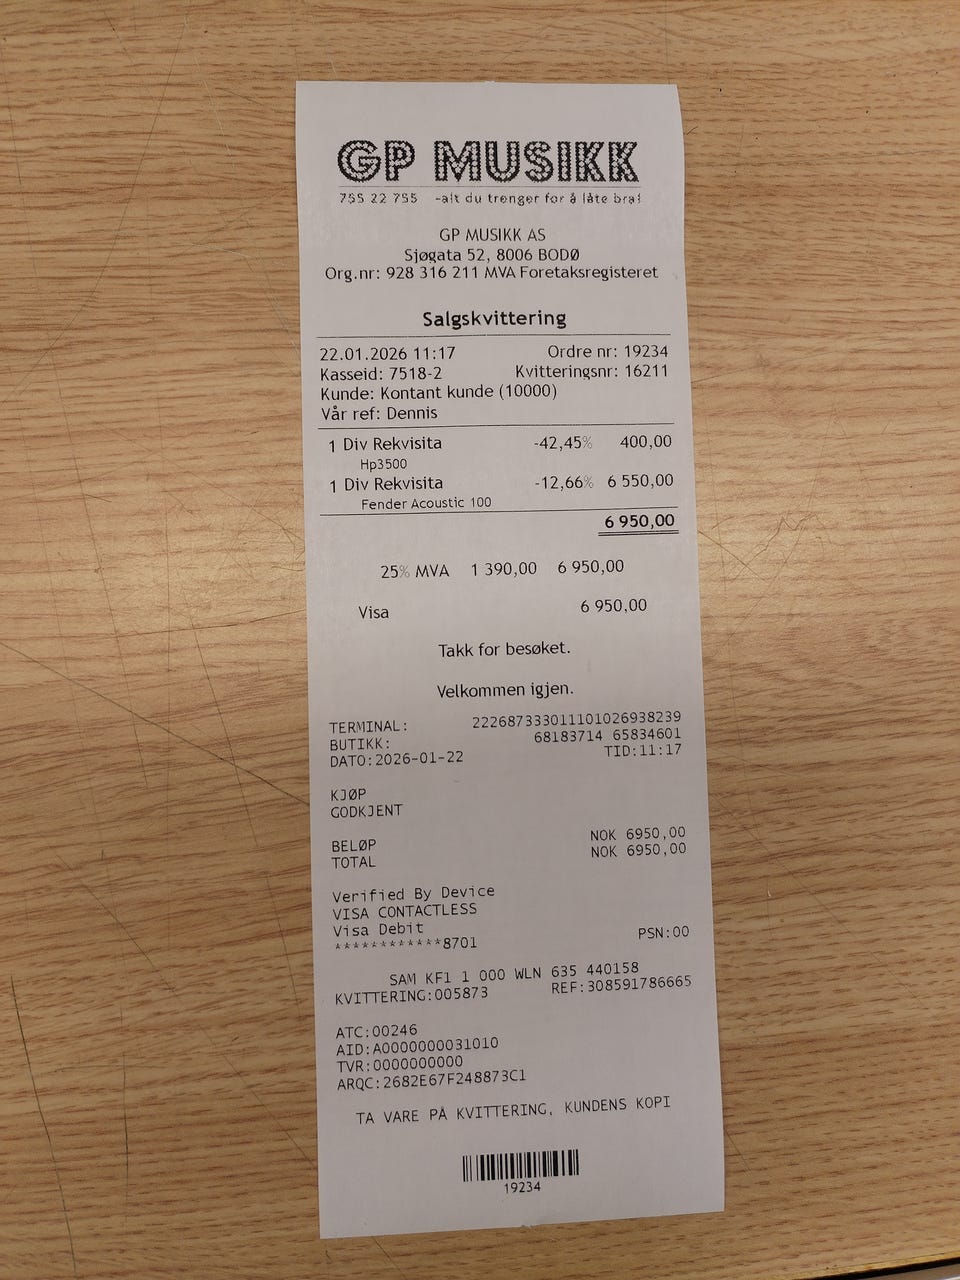 GP MUSIKK
755 22 755 -alt du trenger for å låte bra!
GP MUSIKK AS
Sjøgata 52, 8006 BODØ
Org.nr: 928 316 211 MVA Foretaksregisteret
Salgskvittering
22.01.2026 11:17 Ordre nr: 19234
Kasseid: 7518-2 Kvitteringsnr: 16211
Kunde: Kontant kunde (10000)
Vår ref: Dennis
1 Div Rekvisita -42,45% 400,00
Hp3500
1 Div Rekvisita -12,66% 6 550,00
Fender Acoustic 100
6 950,00
25% MVA 1 390,00 6 950,00
Visa 6 950,00
Takk for besøket.
Velkommen igjen.
TERMINAL: 222687333011101026938239
BUTIKK: 68183714 65834601
DATO:2026-01-22 TID:11:17
KJØP
GODKJENT
BELØP NOK 6950,00
TOTAL NOK 6950,00
Verified By Device
VISA CONTACTLESS
Visa Debit
************8701 PSN:00
SAM KF1 1 000 WLN 635 440158
KVITTERING:005873 REF:308591786665
ATC:00246
AID:A0000000031010
TVR:0000000000
ARQC:2682E67F248873C1
TA VARE PÅ KVITTERING, KUNDENS KOPI
19234